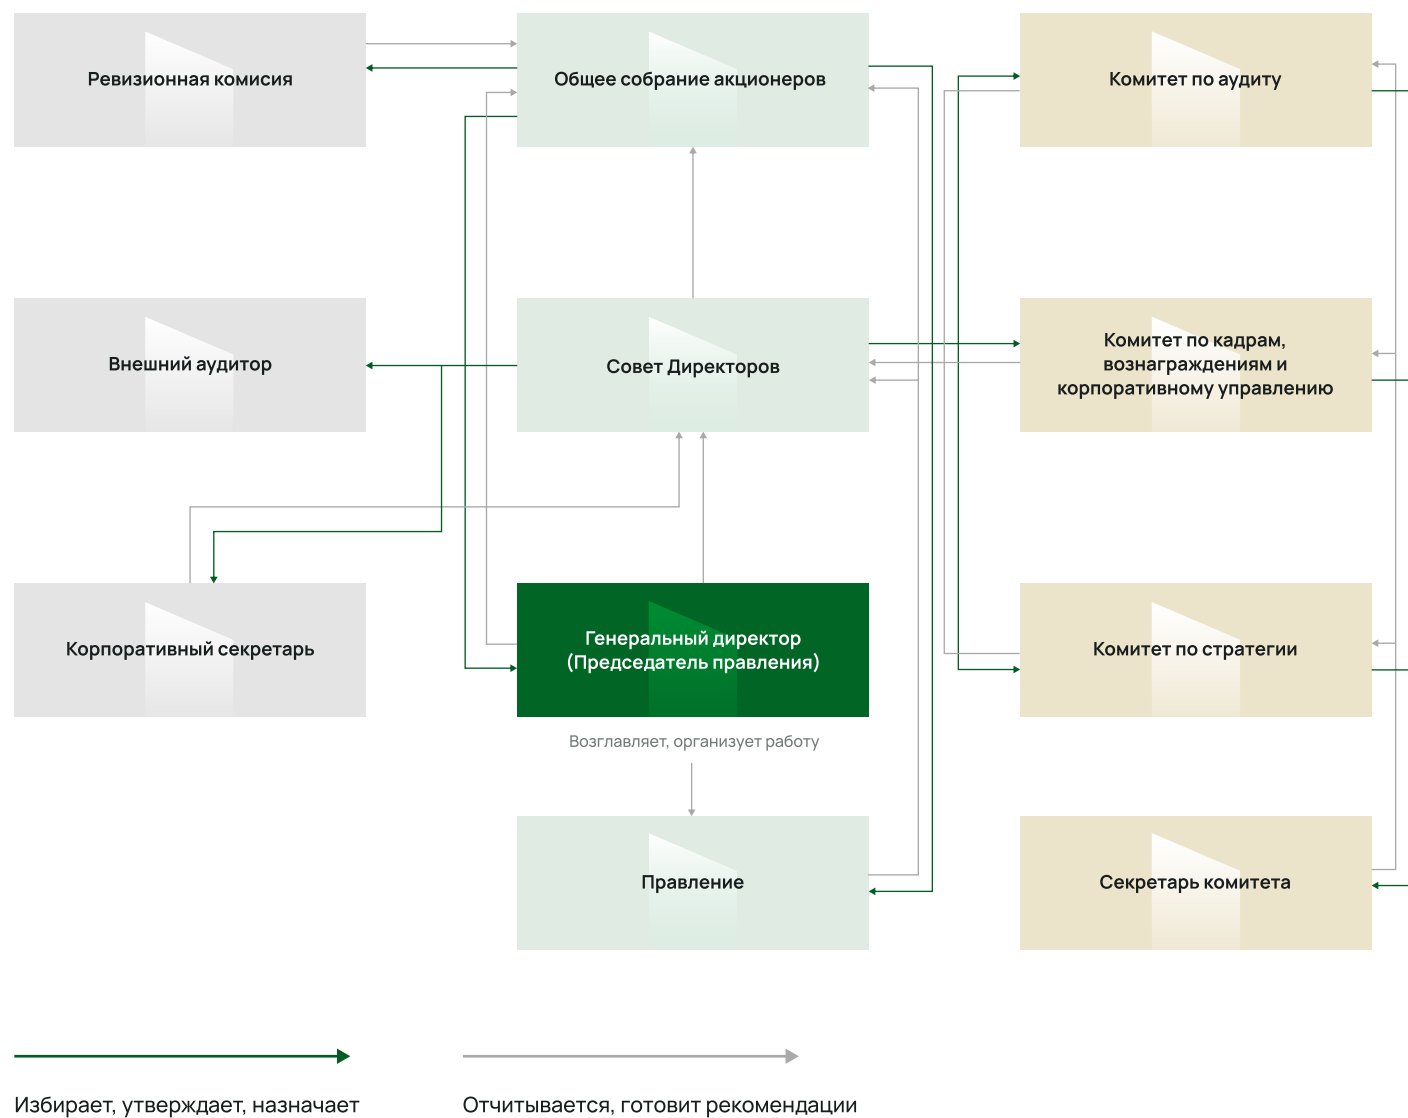 Ревизионная комисия
Общее собрание акционеров
Комитет по аудиту
Внешний аудитор
Совет Директоров
Комитет по кадрам,
вознаграждениям и
корпоративному управлению
Корпоративный секретарь
Генеральный директор
(Председатель правления)
Комитет по стратегии
Возглавляет, организует работу
Правление
Секретарь комитета
Избирает, утверждает, назначает
Отчитывается, готовит рекомендации